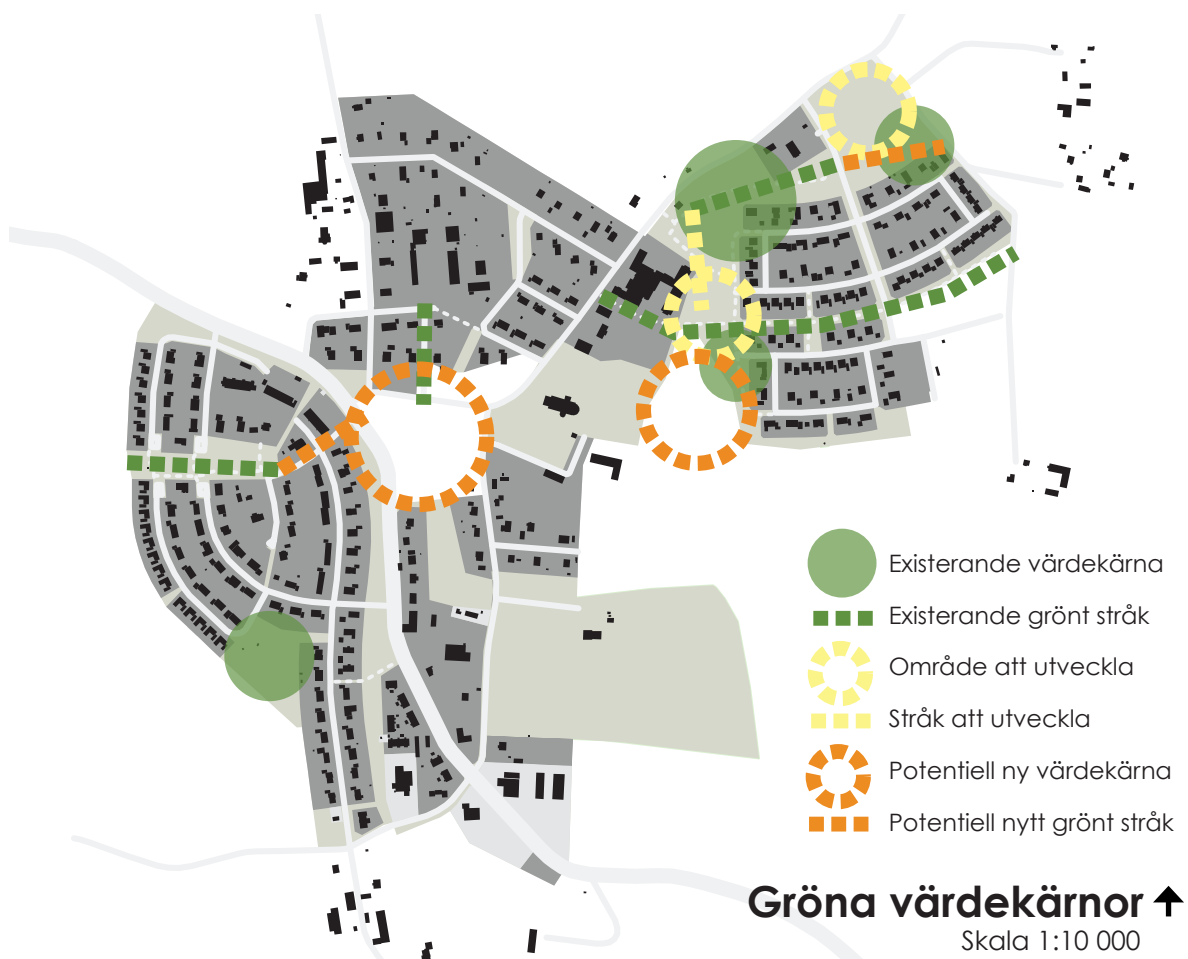 Existerande värdekärna
Existerande grönt stråk
Område att utveckla
Stråk att utveckla
Potentiell ny värdekärna
Potentiell nytt grönt stråk
Gröna värdekärnor
Skala 1:10 000